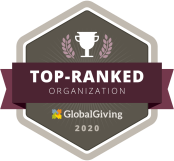 TOP-RANKED
ORGANIZATION
GlobalGiving
2020